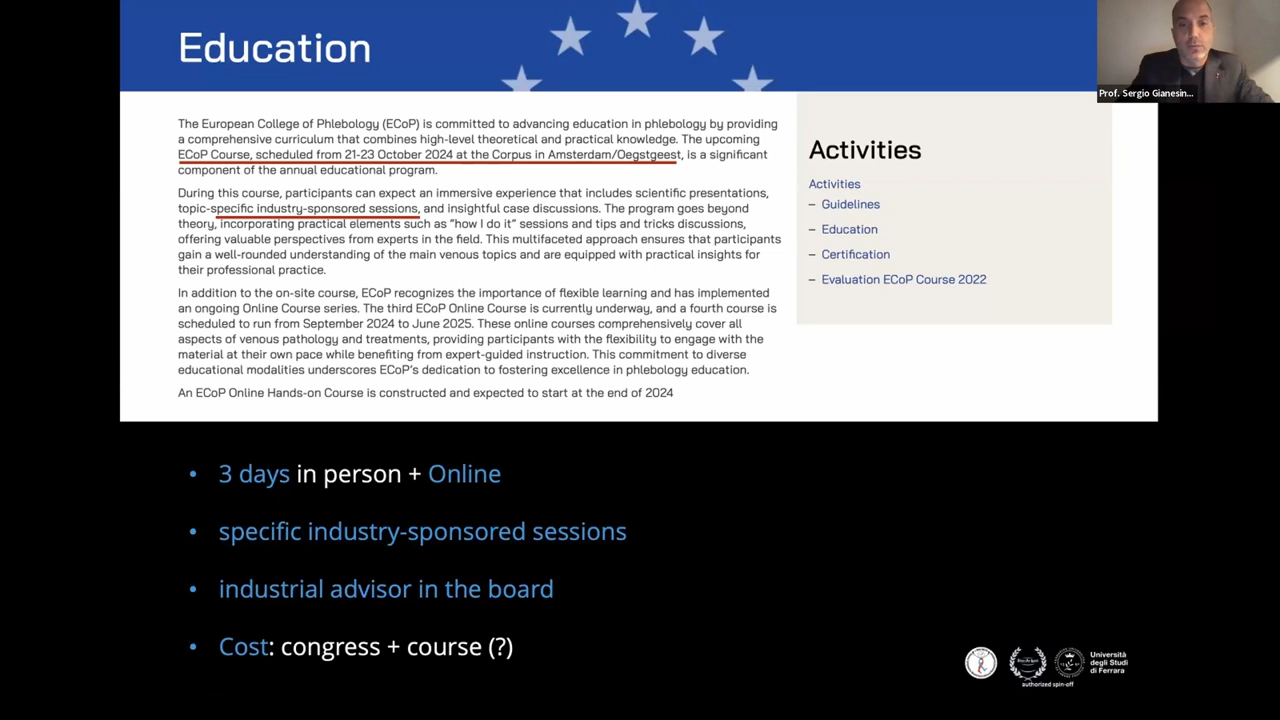 Education
Prof. Sergio Gianesin...
The European College of Phlebology (ECoP) is committed to advancing education in phlebology by providing
a comprehensive curriculum that combines high-level theoretical and practical knowledge. The upcoming
ECoP Course, scheduled from 21-23 October 2024 at the Corpus in Amsterdam/Oegstgeest, is a significant
component of the annual educational program.
During this course, participants can expect an immersive experience that includes scientific presentations,
topic-specific industry-sponsored sessions, and insightful case discussions. The program goes beyond
theory, incorporating practical elements such as "how I do it" sessions and tips and tricks discussions,
offering valuable perspectives from experts in the field. This multifaceted approach ensures that participants
gain a well-rounded understanding of the main venous topics and are equipped with practical insights for
their professional practice.
In addition to the on-site course, ECoP recognizes the importance of flexible learning and has implemented
an ongoing Online Course series. The third ECoP Online Course is currently underway, and a fourth course is
scheduled to run from September 2024 to June 2025. These online courses comprehensively cover all
aspects of venous pathology and treatments, providing participants with the flexibility to engage with the
material at their own pace while benefiting from expert-guided instruction. This commitment to diverse
educational modalities underscores ECoP's dedication to fostering excellence in phlebology education.
An ECoP Online Hands-on Course is constructed and expected to start at the end of 2024
Activities
Activities
– Guidelines
– Education
– Certification
– Evaluation ECoP Course 2022
• 3 days in person + Online
• specific industry-sponsored sessions
• industrial advisor in the board
• Cost: congress + course (?)
Università
degli Studi
di Ferrara
authorized spin-off